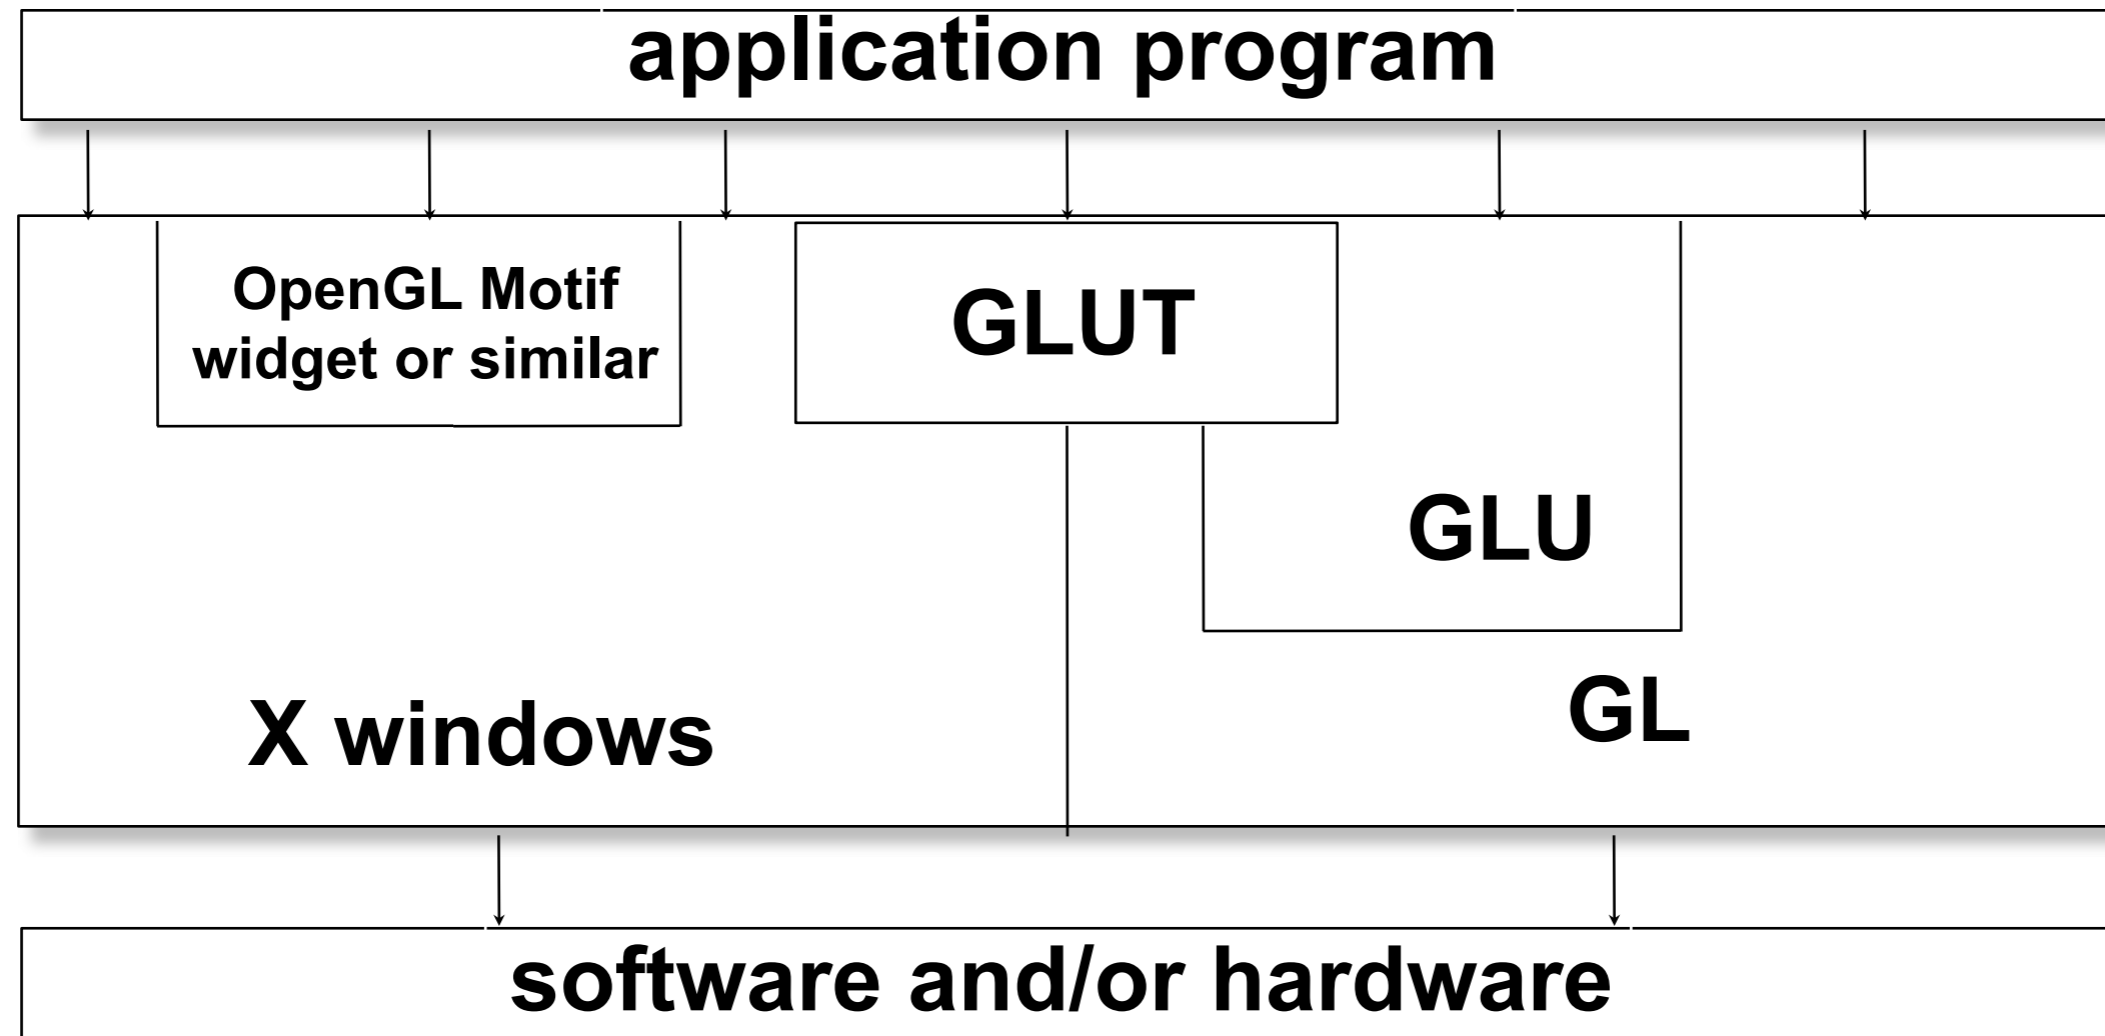 application program
OpenGL Motif
widget or similar
GLUT
GLU
GL
X windows
software and/or hardware